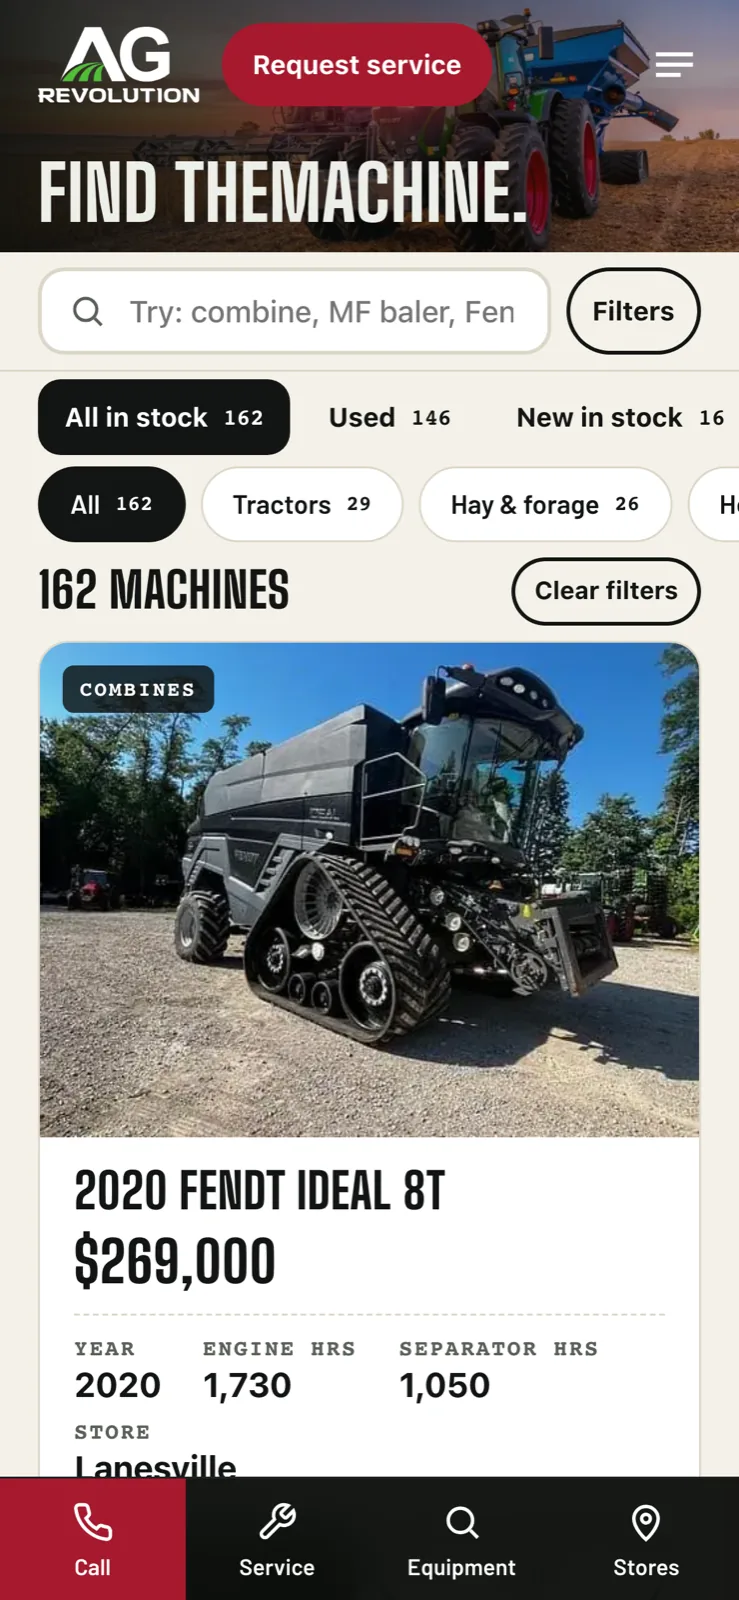 AG
REVOLUTION
Request service
FIND THEMACHINE.
Try: combine, MF baler, Fen
Filters
All in stock 162 Used 146 New in stock 16
All 162 Tractors 29 Hay & forage 26
162 MACHINES
Clear filters
COMBINES
IDEAL
FENDT
2020 FENDT IDEAL 8T
$269,000
YEAR ENGINE HRS SEPARATOR HRS
2020 1,730 1,050
STORE
Lanesville
Call Service Equipment Stores